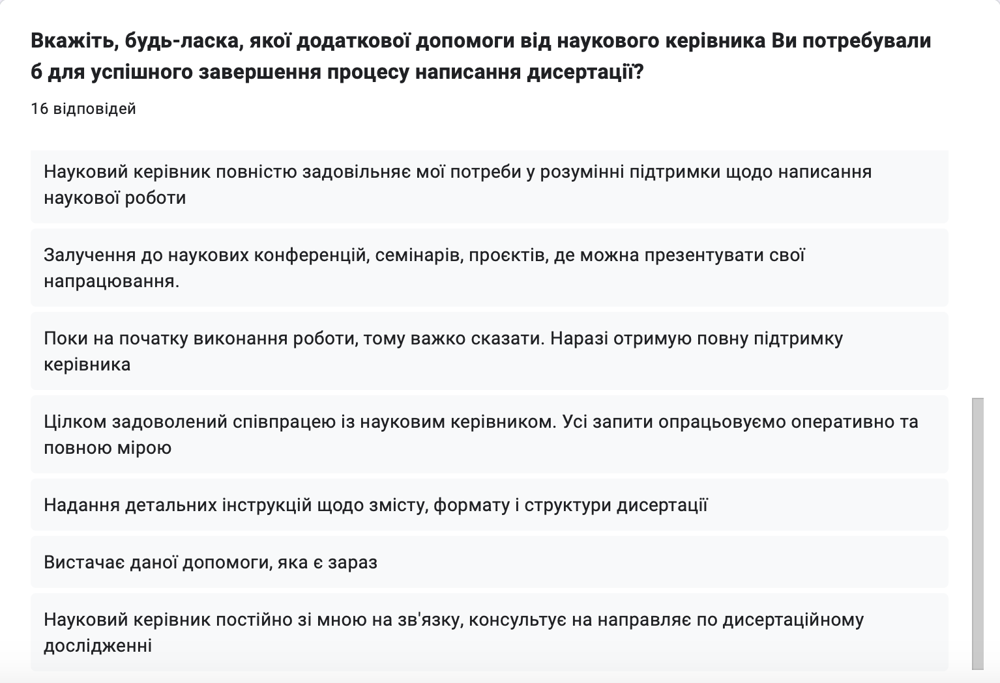 Вкажіть, будь-ласка, якої додаткової допомоги від наукового керівника Ви потребували
б для успішного завершення процесу написання дисертації?
16 відповідей
Науковий керівник повністю задовільняє мої потреби у розумінні підтримки щодо написання
наукової роботи
Залучення до наукових конференцій, семінарів, проєктів, де можна презентувати свої
напрацювання.
Поки на початку виконання роботи, тому важко сказати. Наразі отримую повну підтримку
керівника
Цілком задоволений співпрацею із науковим керівником. Усі запити опрацьовуємо оперативно та
повною мірою
Надання детальних інструкцій щодо змісту, формату і структури дисертації
Вистачає даної допомоги, яка є зараз
Науковий керівник постійно зі мною на зв'язку, консультує на направляє по дисертаційному
дослідженні